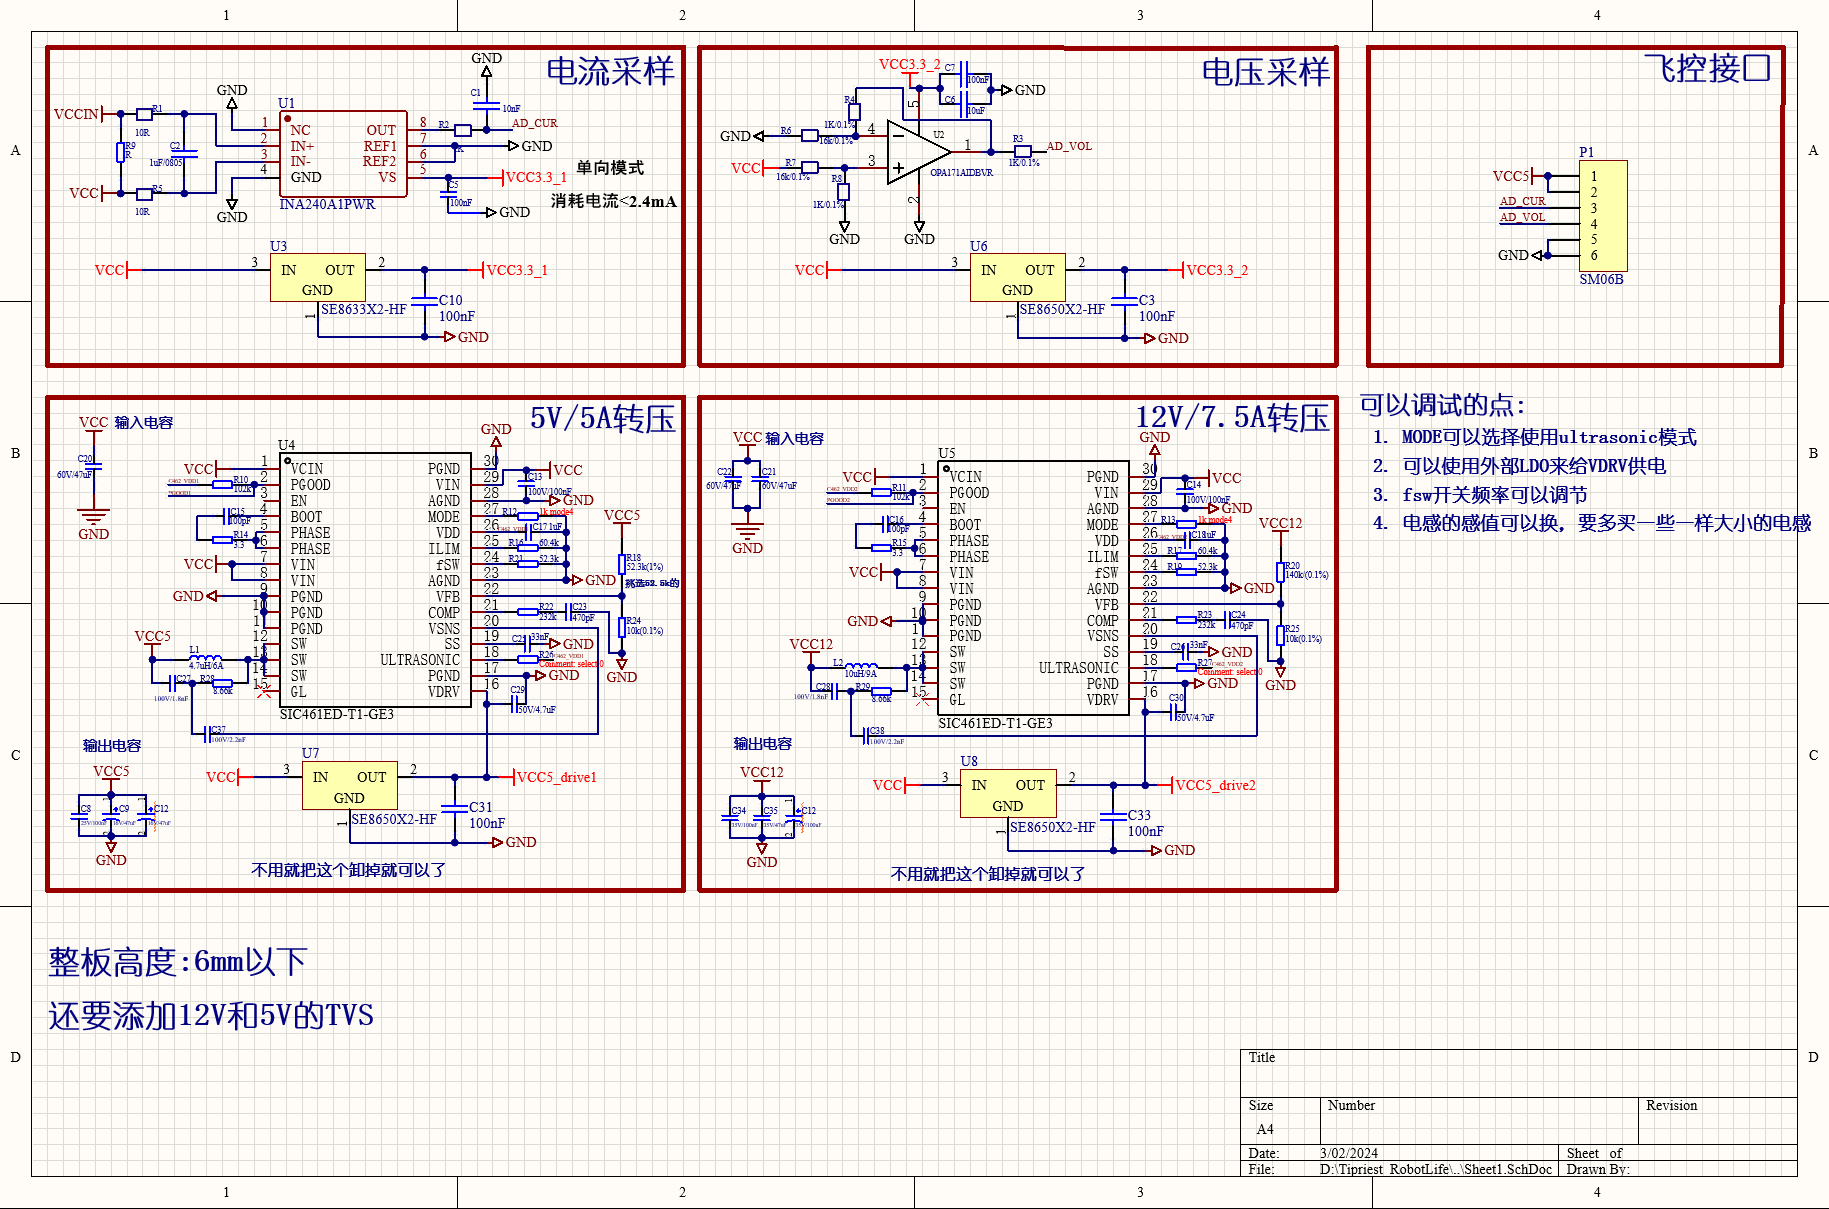 1 2 3 4
A A
B B
C C
D D
电流采样
VCCIN
R1
10R
R9
R
C2
1uF/0805
VCC
R5
10R
GND
U1
1 NC OUT 8
2 IN+ REF1 7
3 IN- REF2 6
4 GND VS 5
INA240A1PWR
GND
GND
C1
10nF
R2
AD_CUR
GND
VCC3.3_1
C5
100nF
GND
单向模式
消耗电流<2.4mA
U3
VCC 3 IN OUT 2 VCC3.3_1
GND
1
SE8633X2-HF
C10
100nF
GND
电压采样
VCC3.3_2
C7
100nF
C6
10uF
GND
R4
1K/0.1%
GND R6
16k/0.1%
VCC R7
16k/0.1%
R8
1K/0.1%
GND
4
3
5
2
1
U2
OPA171AIDBVR
GND
R3
1K/0.1%
AD_VOL
U6
VCC 3 IN OUT 2 VCC3.3_2
GND
1
SE8650X2-HF
C3
100nF
GND
飞控接口
P1
VCC5 1
2
AD_CUR 3
AD_VOL 4
5
GND 6
SM06B
5V/5A转压
VCC 输入电容
C20
60V/47uF
GND
U4
VCC 1 VCIN PGND 30
2 PGOOD VIN 29
3 EN AGND 28
4 BOOT MODE 27
5 PHASE VDD 26
6 PHASE ILIM 25
7 VIN fSW 24
8 VIN AGND 23
9 PGND VFB 22
10 PGND COMP 21
11 PGND VSNS 20
12 SW SS 19
13 SW ULTRASONIC 18
14 SW PGND 17
15 GL VDRV 16
SIC461ED-T1-GE3
C462_VDD1
R10
102k
PGOOD1
C15
100pF
R14
3.3
VCC
GND
VCC5
L1
4.7uH/6A
C27
100V/1.8nF
R28
8.66k
C37
100V/2.2nF
GND
VCC
C13
100V/100nF
GND
R12 1k mode4
C17 1uF
R16 60.4k
R21 52.3k
GND
VCC5
R18
52.3k(1%)
挑选52.5k的
R22
232k
C23
470pF
R24
10k(0.1%)
GND
C25 33nF GND
R26 C462_VDD1
Comment: select 0
GND
C29
50V/4.7uF
输出电容
VCC5
C8 C9 C12
GND
U7
VCC 3 IN OUT 2 VCC5_drive1
GND
1
SE8650X2-HF
C31
100nF
GND
不用就把这个卸掉就可以了
12V/7.5A转压
VCC 输入电容
C22
60V/47uF
C21
60V/47uF
GND
U5
VCC 1 VCIN PGND 30
2 PGOOD VIN 29
3 EN AGND 28
4 BOOT MODE 27
5 PHASE VDD 26
6 PHASE ILIM 25
7 VIN fSW 24
8 VIN AGND 23
9 PGND VFB 22
10 PGND COMP 21
11 PGND VSNS 20
12 SW SS 19
13 SW ULTRASONIC 18
14 SW PGND 17
15 GL VDRV 16
SIC461ED-T1-GE3
C462_VDD2
R11
102k
PGOOD2
C16
100pF
R15
3.3
VCC
GND
VCC12
L2
10uH/9A
C28
100V/1.8nF
R29
8.66k
C38
100V/2.2nF
GND
VCC
C14
100V/100nF
GND
R13 1k mode4
C18 1uF
R17 60.4k
R19 52.3k
GND
VCC12
R20
140k/(0.1%)
R23
232k
C24
470pF
R25
10k(0.1%)
GND
C26 33nF GND
R27 C462_VDD2
Comment: select 0
GND
C30
50V/4.7uF
输出电容
VCC12
C34 C35 C12
GND
U8
VCC 3 IN OUT 2 VCC5_drive2
GND
1
SE8650X2-HF
C33
100nF
GND
不用就把这个卸掉就可以了
可以调试的点:
1. MODE可以选择使用ultrasonic模式
2. 可以使用外部LDO来给VDRV供电
3. fsw开关频率可以调节
4. 电感的感值可以换，要多买一些一样大小的电感
整板高度:6mm以下
还要添加12V和5V的TVS
Title
Size Number Revision
A4
Date: 3/02/2024 Sheet of
File: D:\Tipriest_RobotLife\..\Sheet1.SchDoc Drawn By:
1 2 3 4